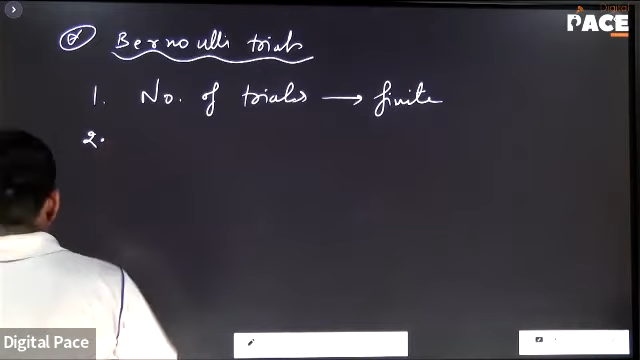 Bernoulli trials
1. No. of trials → finite
2.
Digital
PACE
Digital Pace